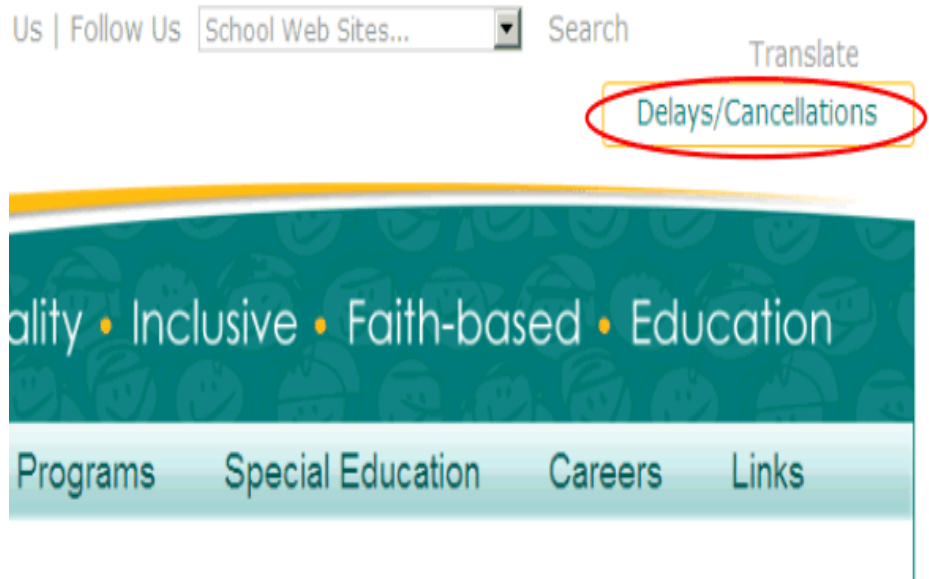 Us | Follow Us School Web Sites... Search
Translate
Delays/Cancellations
ality • Inclusive • Faith-based • Education
Programs Special Education Careers Links